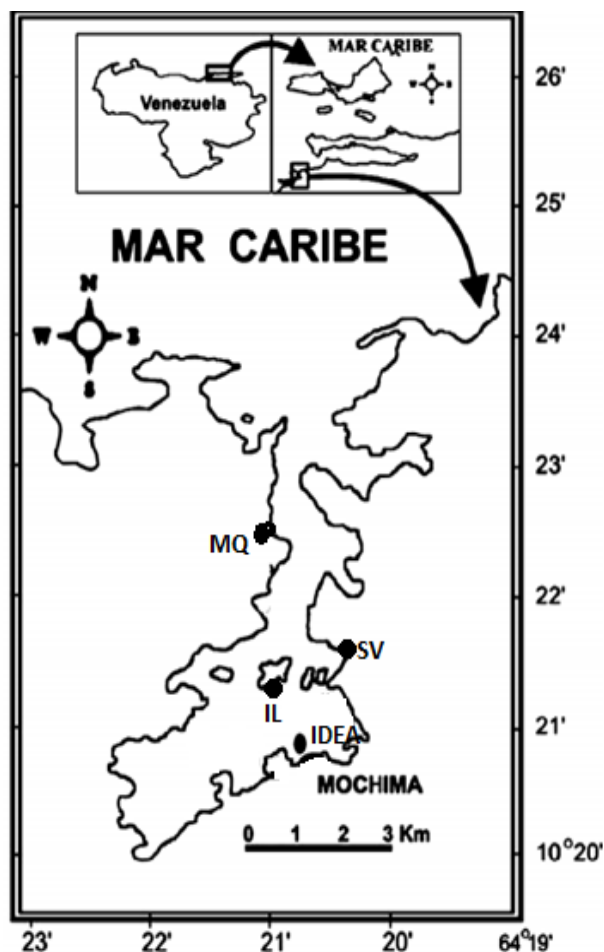 MAR CARIBE
N
W
S
Venezuela
26'
25'
MAR CARIBE
N
W
S
24'
23'
MQ
22'
SV
IL
IDEA
21'
MOCHIMA
0 1 2 3 Km
10°20'
23' 22' 21' 20' 64°19'